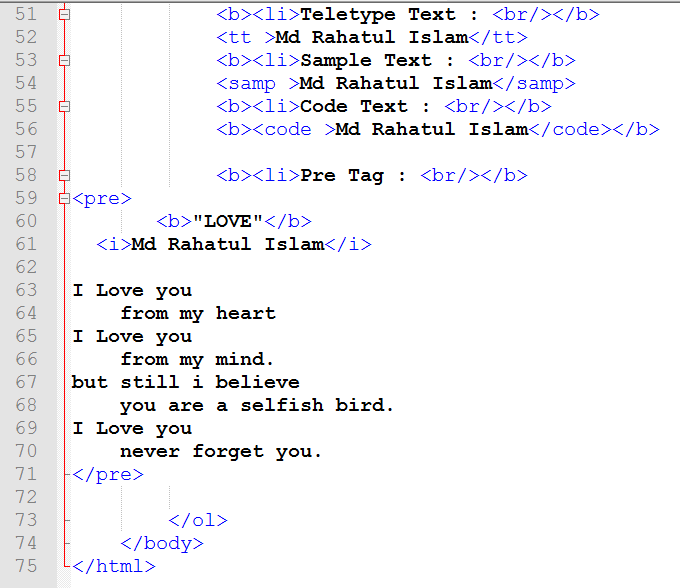 51 <b><li>Teletype Text : <br/></b>
52 <tt >Md Rahatul Islam</tt>
53 <b><li>Sample Text : <br/></b>
54 <samp >Md Rahatul Islam</samp>
55 <b><li>Code Text : <br/></b>
56 <b><code >Md Rahatul Islam</code></b>
57
58 <b><li>Pre Tag : <br/></b>
59 <pre>
60 <b>"LOVE"</b>
61 <i>Md Rahatul Islam</i>
62
63 I Love you
64 from my heart
65 I Love you
66 from my mind.
67 but still i believe
68 you are a selfish bird.
69 I Love you
70 never forget you.
71 </pre>
72
73 </ol>
74 </body>
75 </html>